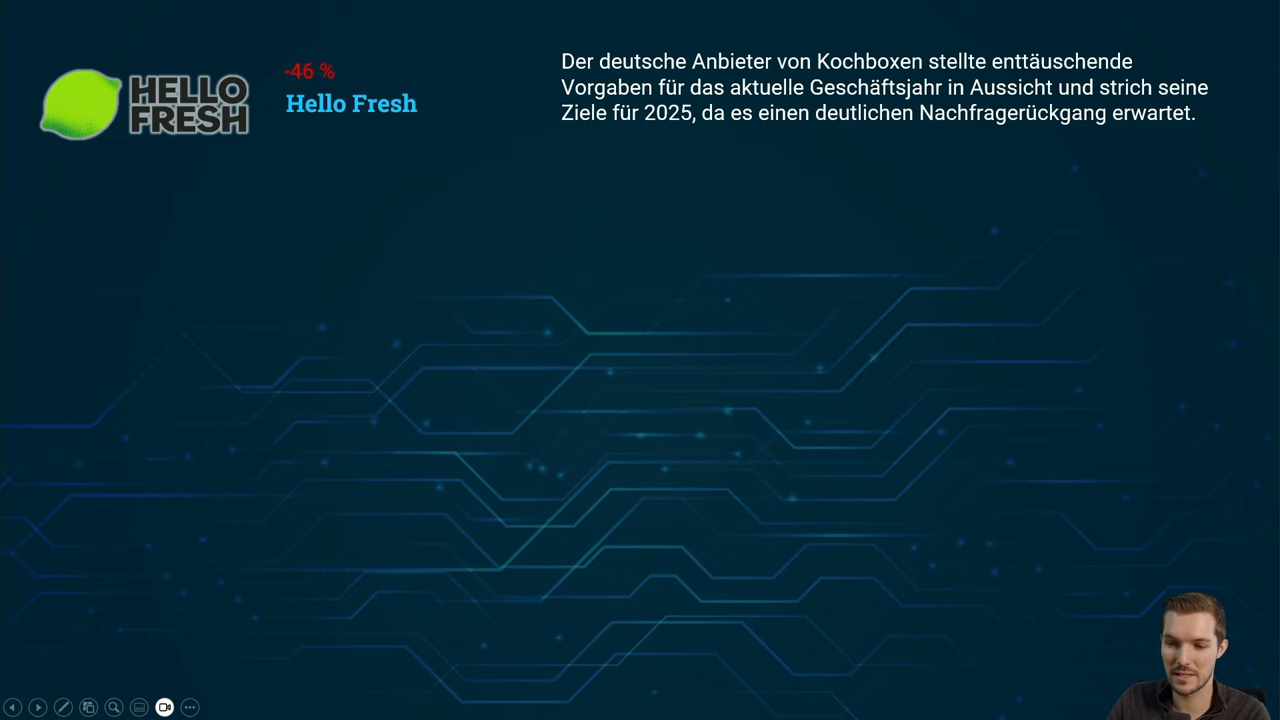 HELLO
FRESH
-46 %
Hello Fresh
Der deutsche Anbieter von Kochboxen stellte enttäuschende
Vorgaben für das aktuelle Geschäftsjahr in Aussicht und strich seine
Ziele für 2025, da es einen deutlichen Nachfragerückgang erwartet.